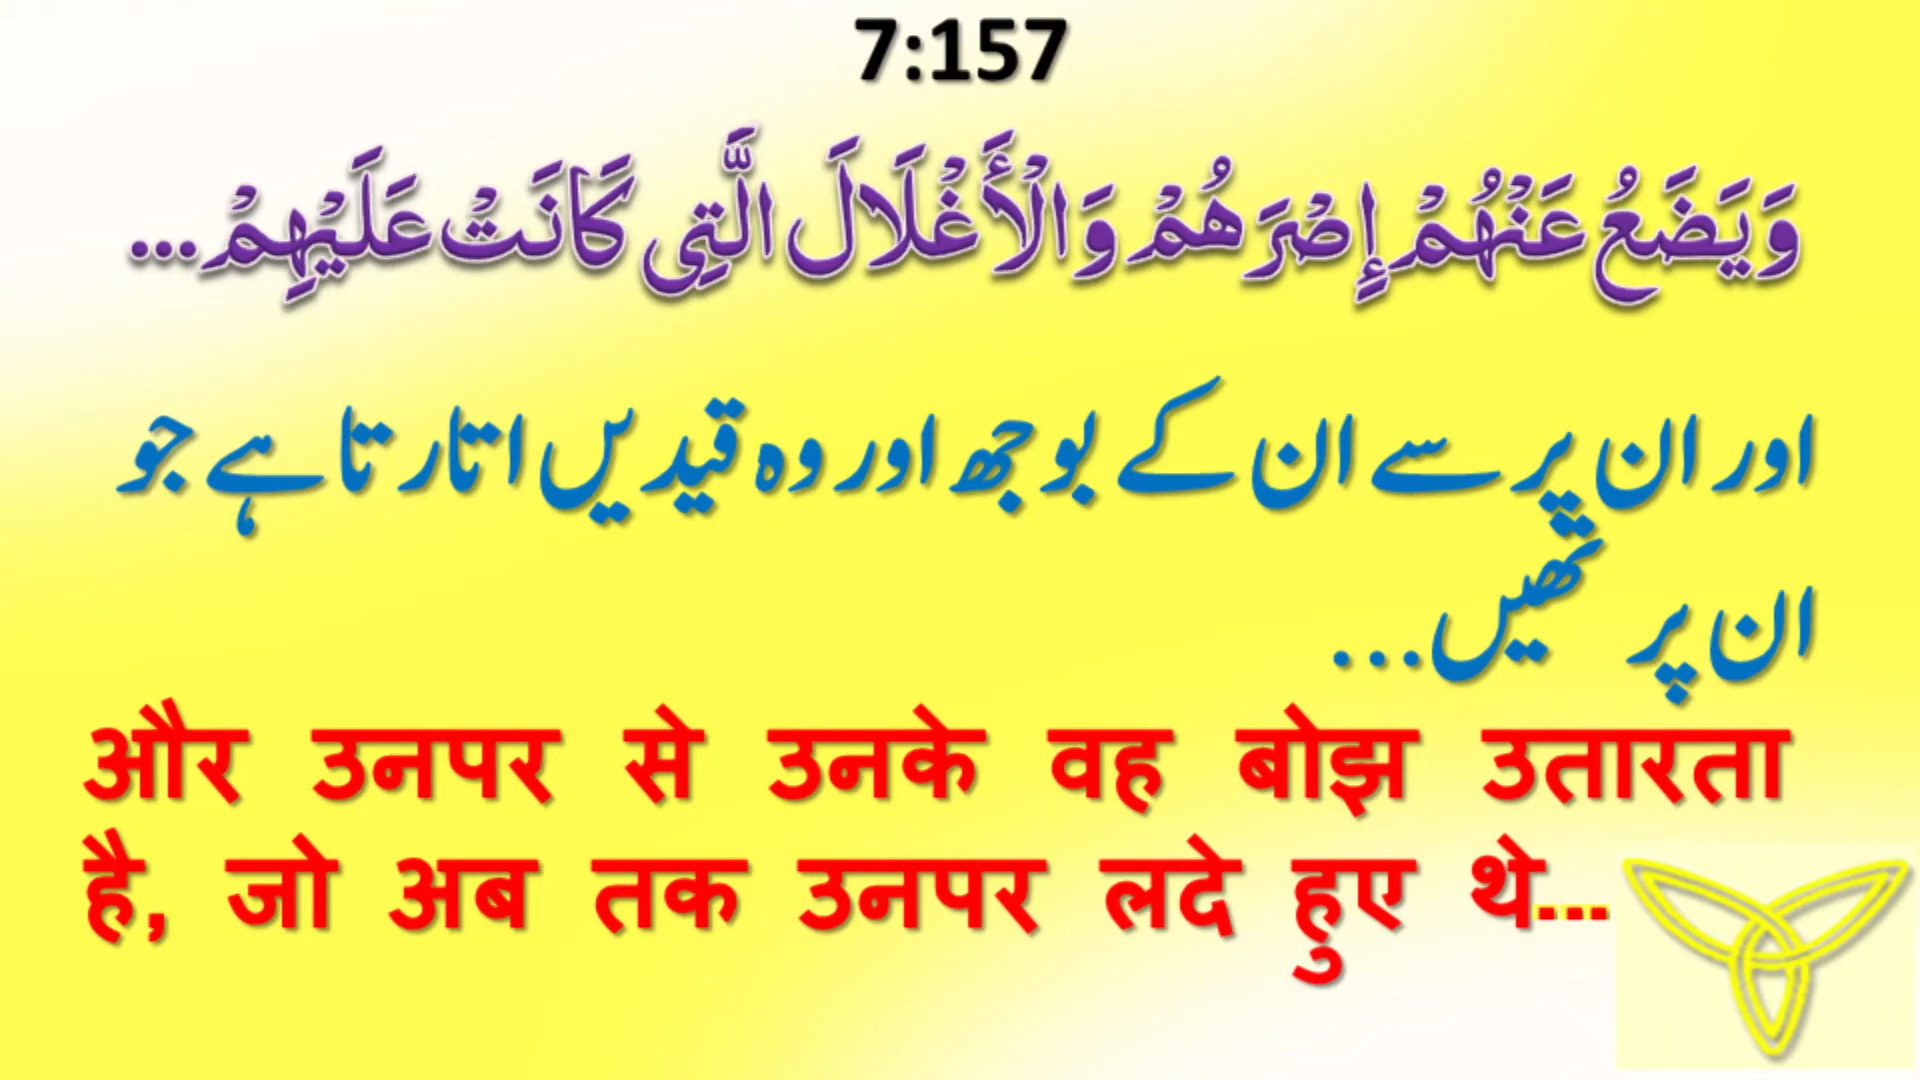 7:157
وَيَضَعُ عَنْهُمْ إِصْرَهُمْ وَالْأَغْلَالَ الَّتِي كَانَتْ عَلَيْهِمْ...
اور ان پر سے ان کے بوجھ اور وہ قیدیں اتارتا ہے جو
ان پر تھیں...
और उनपर से उनके वह बोझ उतारता
है, जो अब तक उनपर लदे हुए थे...